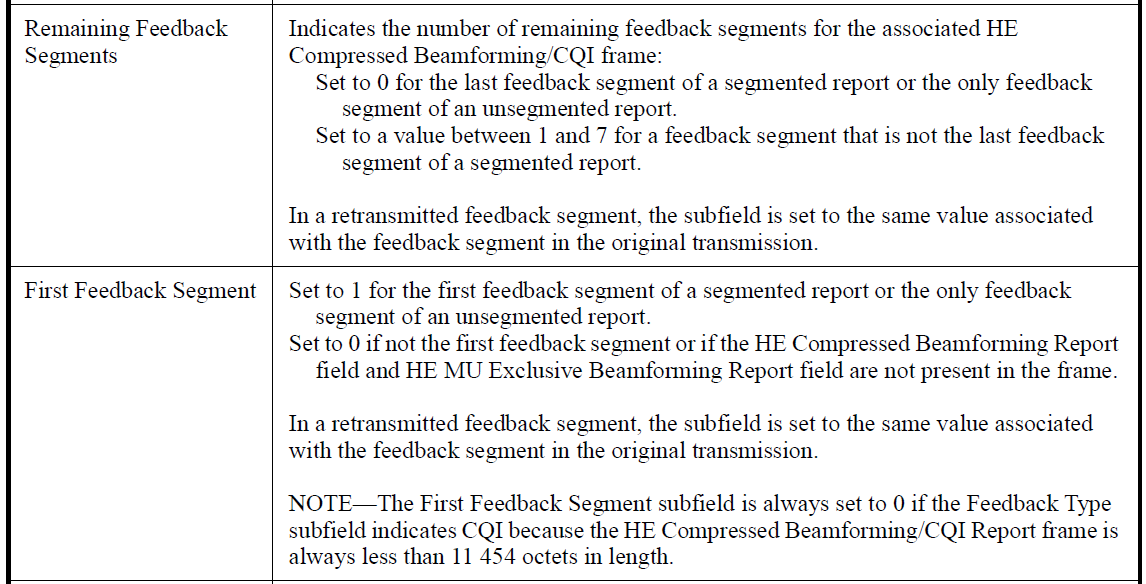 Remaining Feedback
Segments
Indicates the number of remaining feedback segments for the associated HE
Compressed Beamforming/CQI frame:
Set to 0 for the last feedback segment of a segmented report or the only feedback
segment of an unsegmented report.
Set to a value between 1 and 7 for a feedback segment that is not the last feedback
segment of a segmented report.
In a retransmitted feedback segment, the subfield is set to the same value associated
with the feedback segment in the original transmission.
First Feedback Segment
Set to 1 for the first feedback segment of a segmented report or the only feedback
segment of an unsegmented report.
Set to 0 if not the first feedback segment or if the HE Compressed Beamforming Report
field and HE MU Exclusive Beamforming Report field are not present in the frame.
In a retransmitted feedback segment, the subfield is set to the same value associated
with the feedback segment in the original transmission.
NOTE—The First Feedback Segment subfield is always set to 0 if the Feedback Type
subfield indicates CQI because the HE Compressed Beamforming/CQI Report frame is
always less than 11 454 octets in length.